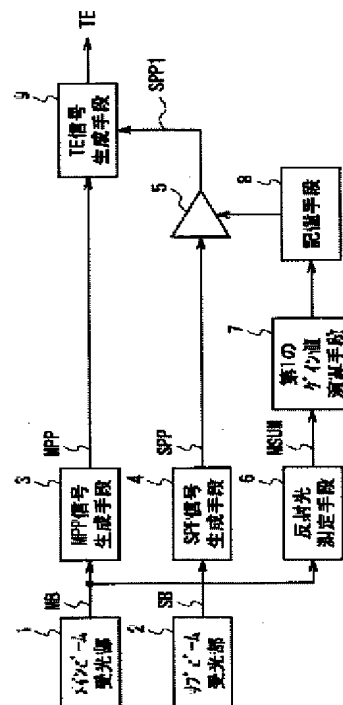 1
メインビーム
受光部
MB
3
MPP信号
生成手段
MPP
9
TE信号
生成手段
TE
2
サブビーム
受光部
SB
4
SPP信号
生成手段
SPP
5
SPP1
6
反射光
測定手段
MSUM
7
第1の
ゲイン値
演算手段
8
記憶手段